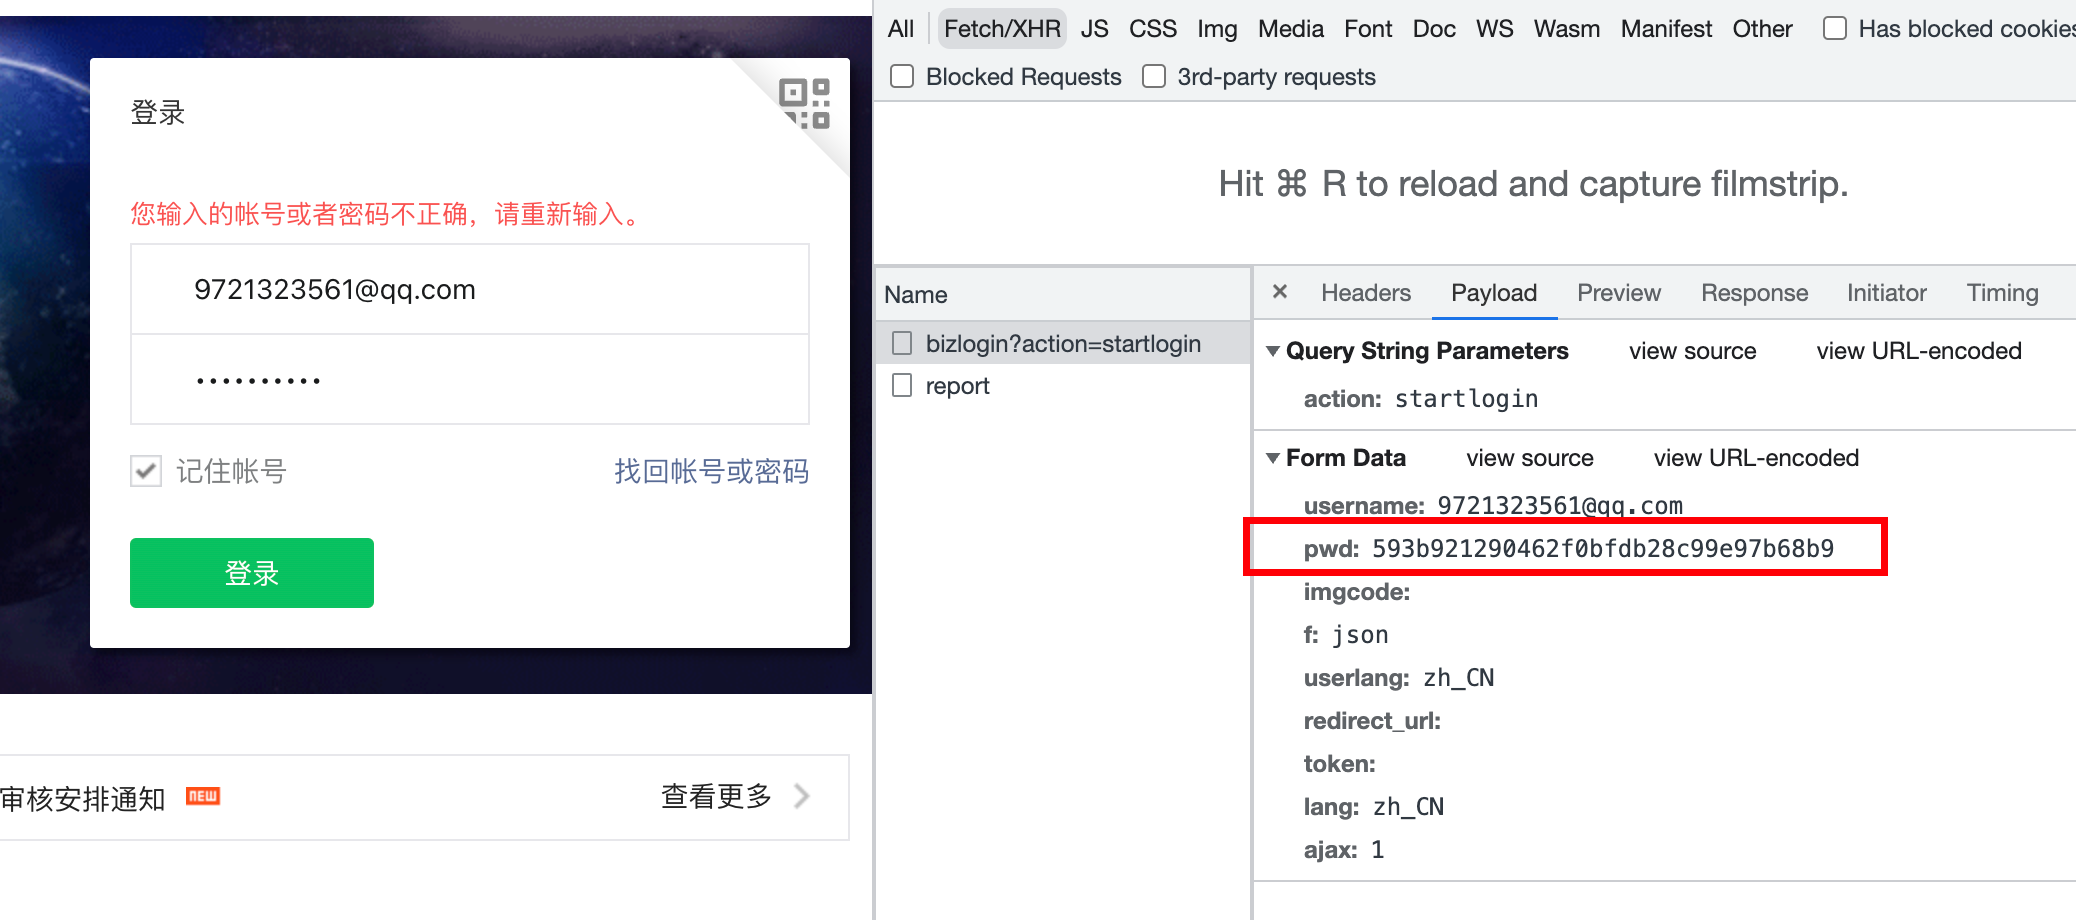 登录
您输入的帐号或者密码不正确，请重新输入。
9721323561@qq.com
••••••••••
记住帐号 找回帐号或密码
登录
审核安排通知 NEW 查看更多
All Fetch/XHR JS CSS Img Media Font Doc WS Wasm Manifest Other Has blocked cookies
Blocked Requests 3rd-party requests
Hit ⌘ R to reload and capture filmstrip.
Name
bizlogin?action=startlogin
report
× Headers Payload Preview Response Initiator Timing
Query String Parameters view source view URL-encoded
action: startlogin
Form Data view source view URL-encoded
username: 9721323561@qq.com
pwd: 593b921290462f0bfdb28c99e97b68b9
imgcode:
f: json
userlang: zh_CN
redirect_url:
token:
lang: zh_CN
ajax: 1